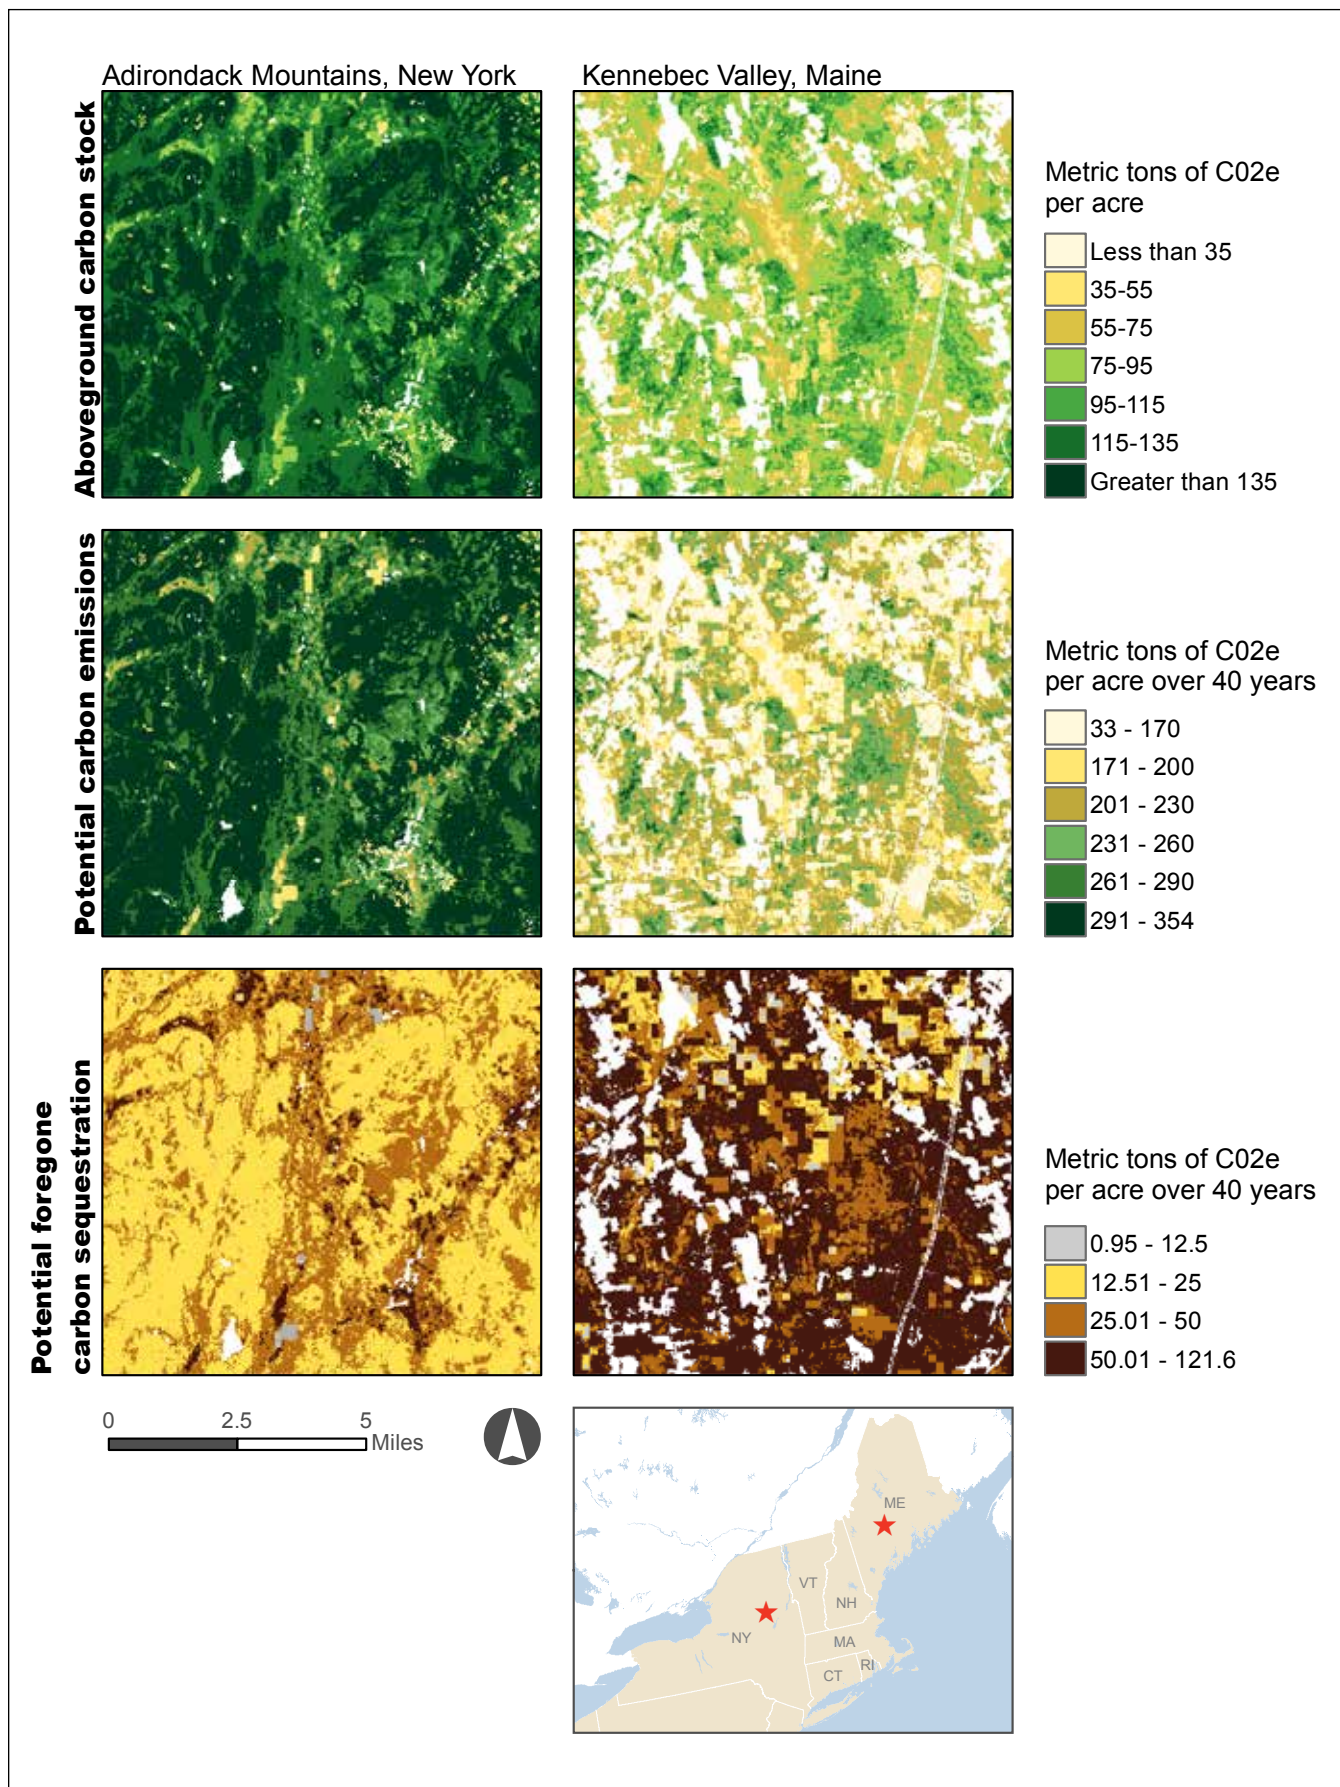 Adirondack Mountains, New York
Kennebec Valley, Maine
Aboveground carbon stock
Metric tons of C02e
per acre
Less than 35
35-55
55-75
75-95
95-115
115-135
Greater than 135
Potential carbon emissions
Metric tons of C02e
per acre over 40 years
33 - 170
171 - 200
201 - 230
231 - 260
261 - 290
291 - 354
Potential foregone
carbon sequestration
Metric tons of C02e
per acre over 40 years
0.95 - 12.5
12.51 - 25
25.01 - 50
50.01 - 121.6
0 2.5 5
Miles
ME
VT
NH
NY
MA
CT
RI